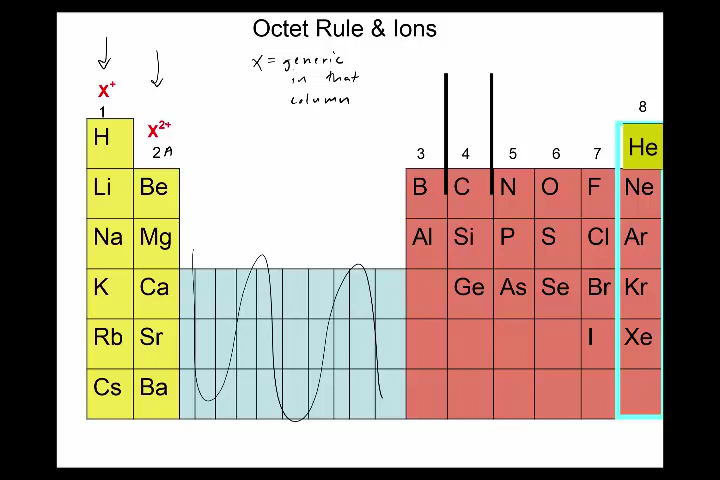 Octet Rule & Ions
X = generic
in that
column
X+
1
X2+
2A
3 4 5 6 7 8
H He
Li Be B C N O F Ne
Na Mg Al Si P S Cl Ar
K Ca Ge As Se Br Kr
Rb Sr I Xe
Cs Ba